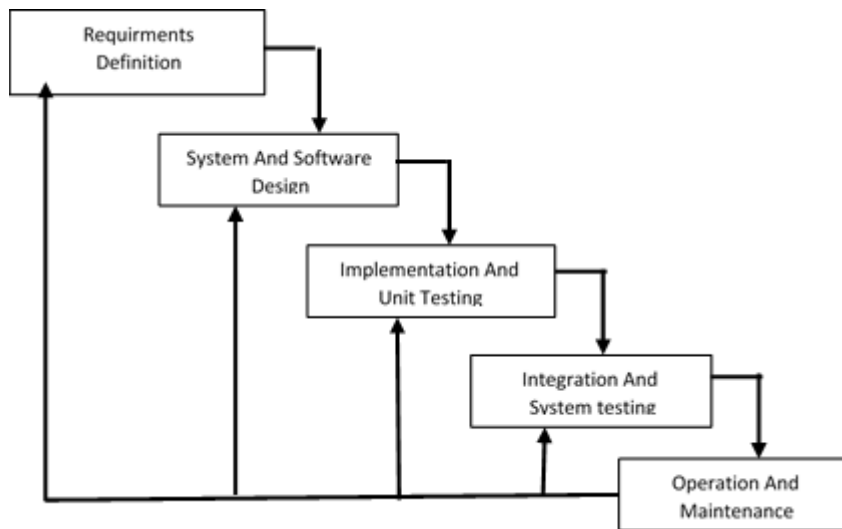 Requirments
Definition
System And Software
Design
Implementation And
Unit Testing
Integration And
System testing
Operation And
Maintenance